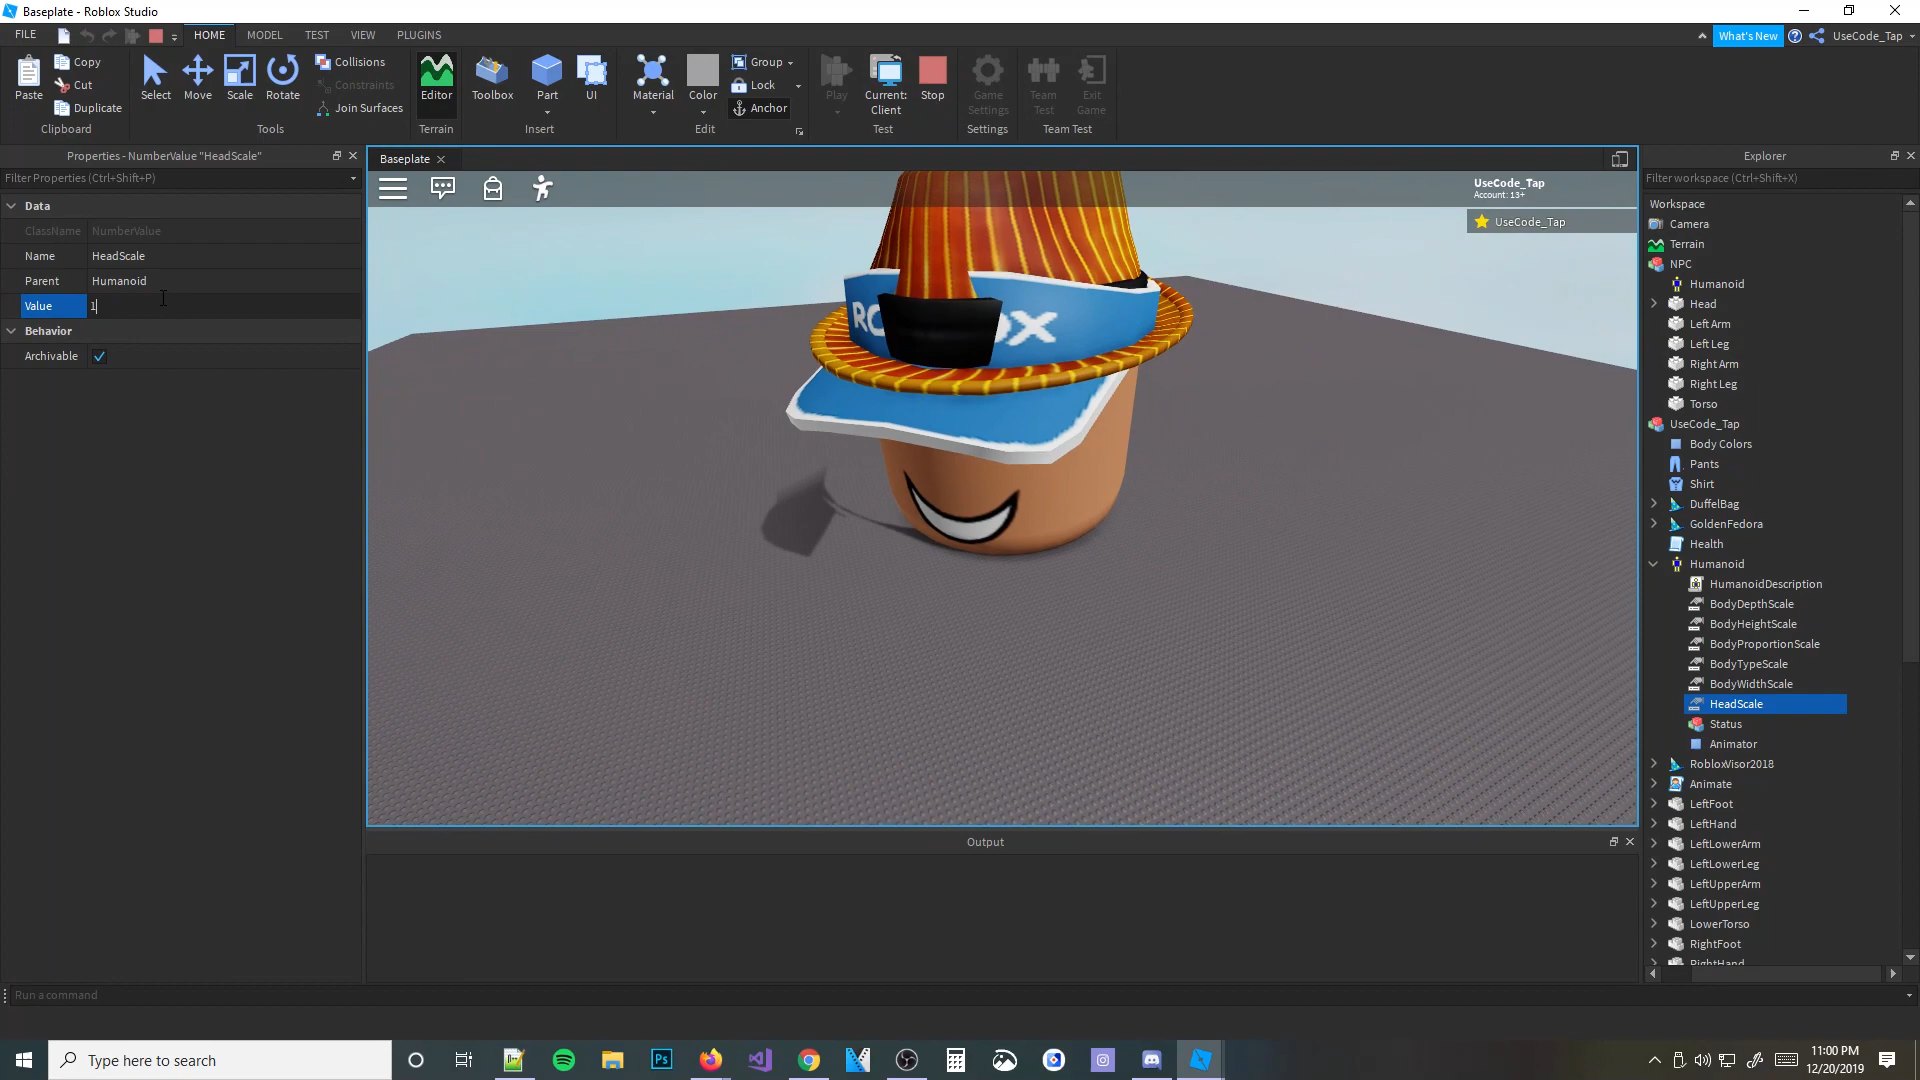 Baseplate - Roblox Studio
FILE
HOME
MODEL
TEST
VIEW
PLUGINS
What's New
UseCode_Tap
Paste
Copy
Cut
Duplicate
Clipboard
Select
Move
Scale
Rotate
Collisions
Constraints
Join Surfaces
Tools
Editor
Terrain
Toolbox
Part
UI
Insert
Material
Color
Group
Lock
Anchor
Edit
Play
Current:
Client
Stop
Test
Game
Settings
Settings
Team
Test
Exit
Game
Team Test
Properties - NumberValue "HeadScale"
Filter Properties (Ctrl+Shift+P)
Data
ClassName NumberValue
Name HeadScale
Parent Humanoid
Value 1
Behavior
Archivable
Baseplate
UseCode_Tap
Account: 13+
UseCode_Tap
Output
Explorer
Filter workspace (Ctrl+Shift+X)
Workspace
Camera
Terrain
NPC
Humanoid
Head
Left Arm
Left Leg
Right Arm
Right Leg
Torso
UseCode_Tap
Body Colors
Pants
Shirt
DuffelBag
GoldenFedora
Health
Humanoid
HumanoidDescription
BodyDepthScale
BodyHeightScale
BodyProportionScale
BodyTypeScale
BodyWidthScale
HeadScale
Status
Animator
RobloxVisor2018
Animate
LeftFoot
LeftHand
LeftLowerArm
LeftLowerLeg
LeftUpperArm
LeftUpperLeg
LowerTorso
RightFoot
RightHand
Run a command
Type here to search
Ps
11:00 PM
12/20/2019